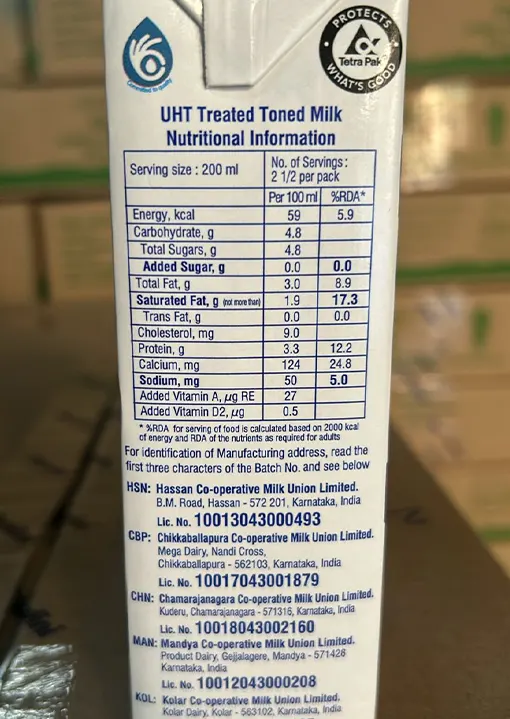 Committed to quality
PROTECTS
Tetra Pak
WHAT'S GOOD
UHT Treated Toned Milk
Nutritional Information
Serving size : 200 ml No. of Servings :
2 1/2 per pack
Per 100 ml %RDA*
Energy, kcal 59 5.9
Carbohydrate, g 4.8
Total Sugars, g 4.8
Added Sugar, g 0.0 0.0
Total Fat, g 3.0 8.9
Saturated Fat, g (not more than) 1.9 17.3
Trans Fat, g 0.0 0.0
Cholesterol, mg 9.0
Protein, g 3.3 12.2
Calcium, mg 124 24.8
Sodium, mg 50 5.0
Added Vitamin A, µg RE 27
Added Vitamin D2, µg 0.5
* %RDA for serving of food is calculated based on 2000 kcal
of energy and RDA of the nutrients as required for adults
For identification of Manufacturing address, read the
first three characters of the Batch No. and see below
HSN: Hassan Co-operative Milk Union Limited.
B.M. Road, Hassan - 572 201, Karnataka, India
Lic. No. 10013043000493
CBP: Chikkaballapura Co-operative Milk Union Limited.
Mega Dairy, Nandi Cross,
Chikkaballapura - 562103, Karnataka, India
Lic. No. 10017043001879
CHN: Chamarajanagara Co-operative Milk Union Limited.
Kuderu, Chamarajanagara - 571316, Karnataka, India
Lic. No. 10018043002160
MAN: Mandya Co-operative Milk Union Limited.
Product Dairy, Gejjalagere, Mandya - 571428
Karnataka, India
Lic. No. 10012043000208
KOL: Kolar Co-operative Milk Union Limited.
Kolar Dairy, Kolar - 563102, Karnataka, India